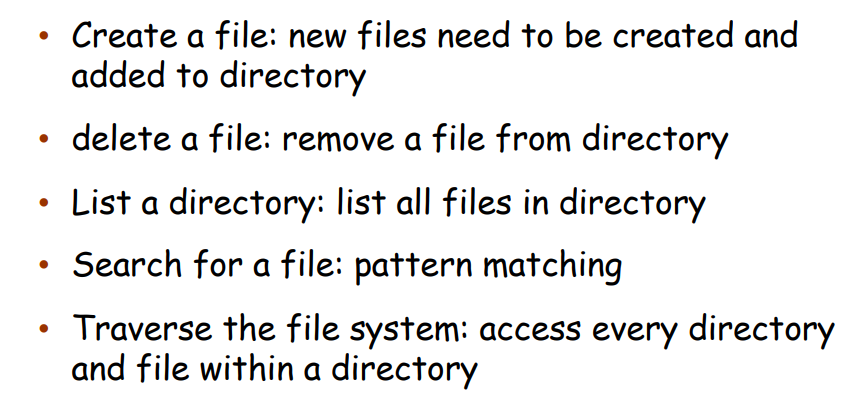 • Create a file: new files need to be created and
added to directory
• delete a file: remove a file from directory
• List a directory: list all files in directory
• Search for a file: pattern matching
• Traverse the file system: access every directory
and file within a directory